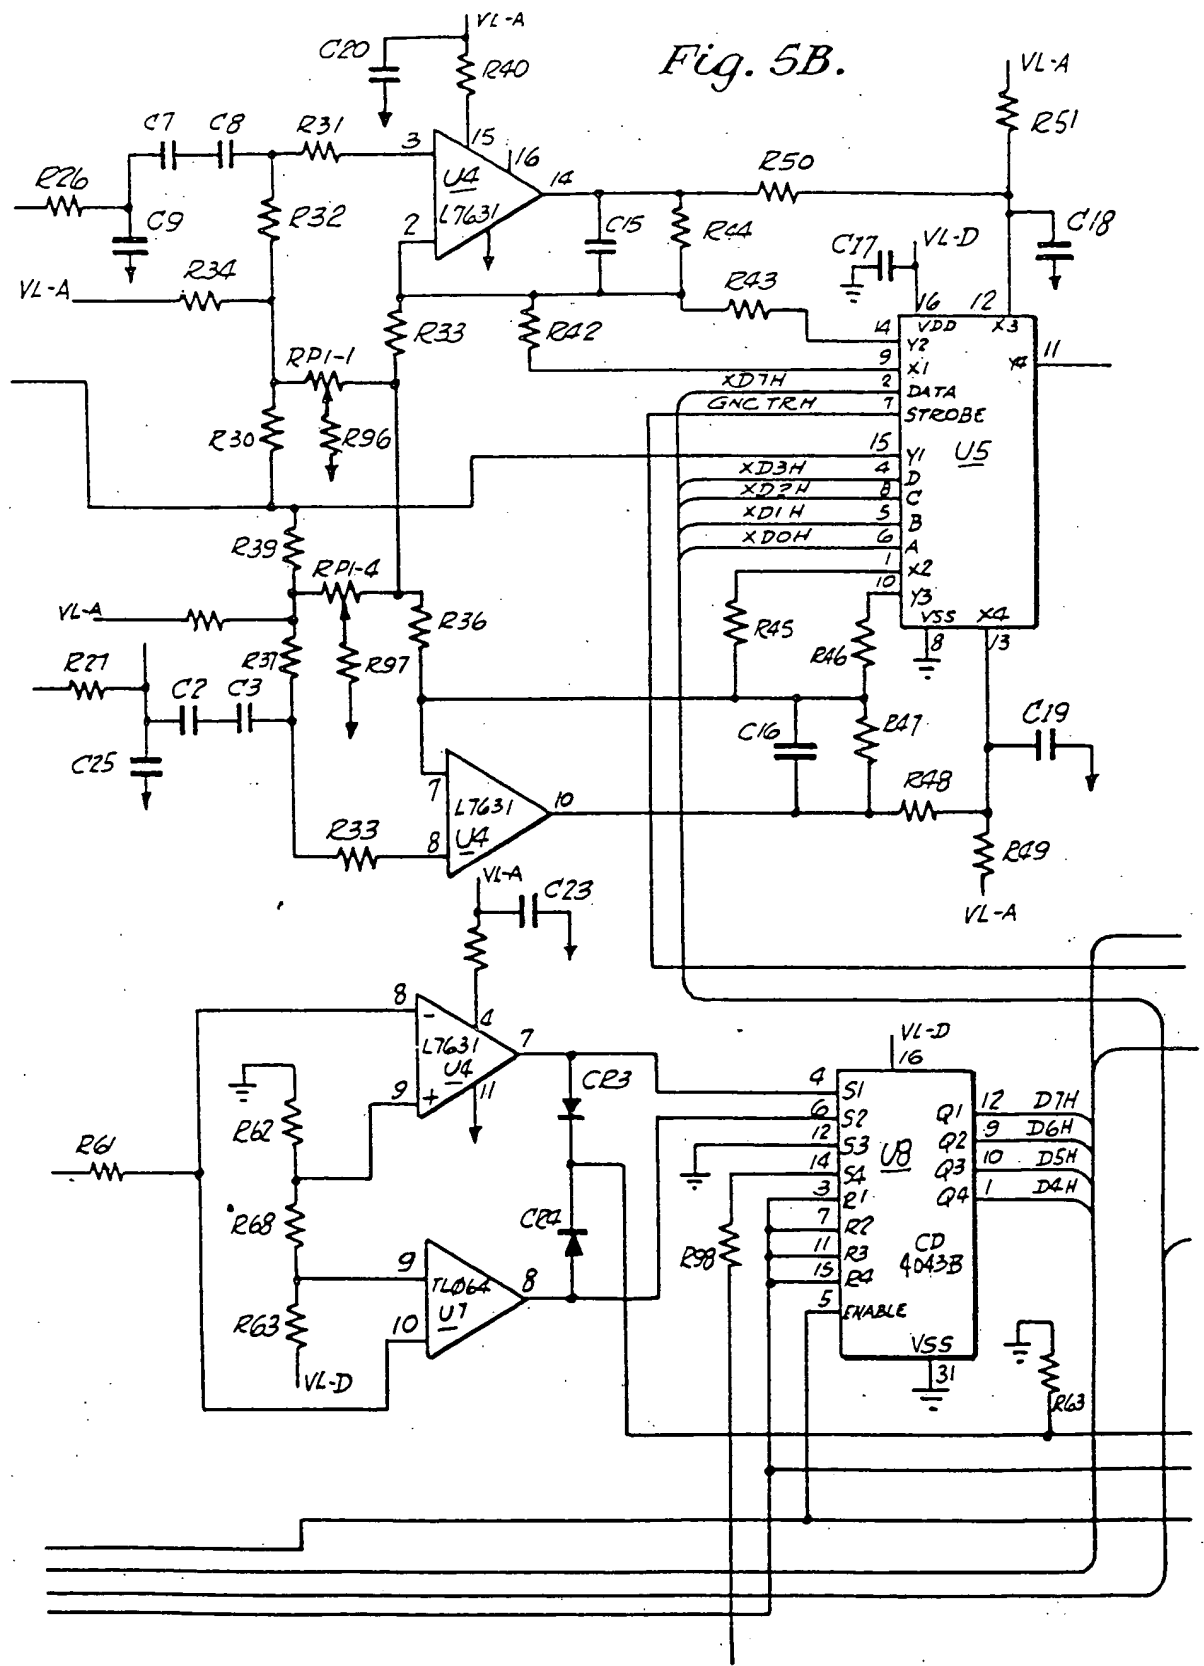 Fig. 5B.
VL-A
C20
R40
VL-A
R51
C7 C8 R31 3 15 16
R26
U4
14
R50
C9 R32 L7631
2
C15 R44
C17 VL-D
C18
R34
VL-A
R33 R42 R43
16 12
VDD X3
14 Y2
9 X1
Y4 11
RP1-1
XD7H 2 DATA
GNCTRH 7 STROBE
R30 R96
15 Y1
U5
XD3H 4 D
XD2H 8 C
XD1H 5 B
XD0H 6 A
1 X2
10 Y3
VSS X4
8 13
R39
RP1-4
VL-A
R36
R45
R46
R27
R37 R97
C2 C3
C25
C16 R47
C19
7
L7631
U4
10
R48
R33 8
R49
VL-A
VL-A
C23
8 -
4
L7631
U4
7
9 +
11
R62
CR3
R61
R68
CR4
9
TL064
U7
8
10
R63
VL-D
VL-D
16
4 S1
6 S2
12 S3
14 S4
3 R1
7 R2
11 R3
15 R4
5 ENABLE
U8
CD
4043B
VSS
31
Q1 12 D7H
Q2 9 D6H
Q3 10 D5H
Q4 1 D4H
R98
R63